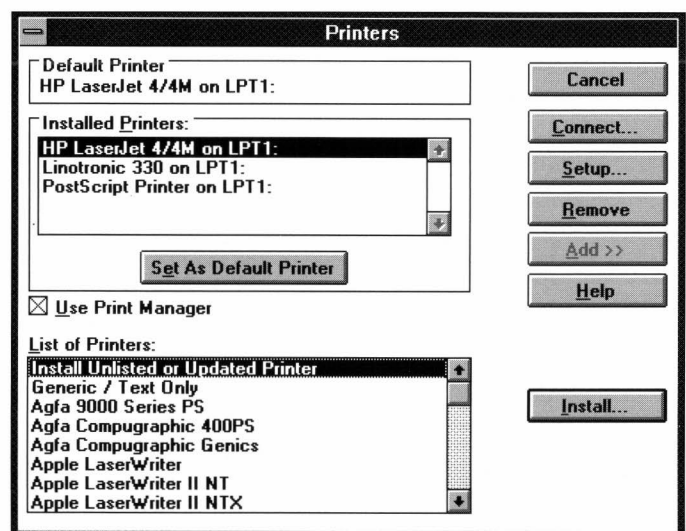 Printers
Default Printer
HP LaserJet 4/4M on LPT1:
Installed Printers:
HP LaserJet 4/4M on LPT1:
Linotronic 330 on LPT1:
PostScript Printer on LPT1:
Set As Default Printer
Use Print Manager
List of Printers:
Install Unlisted or Updated Printer
Generic / Text Only
Agfa 9000 Series PS
Agfa Compugraphic 400PS
Agfa Compugraphic Genics
Apple LaserWriter
Apple LaserWriter II NT
Apple LaserWriter II NTX
Cancel
Connect...
Setup...
Remove
Add >>
Help
Install...